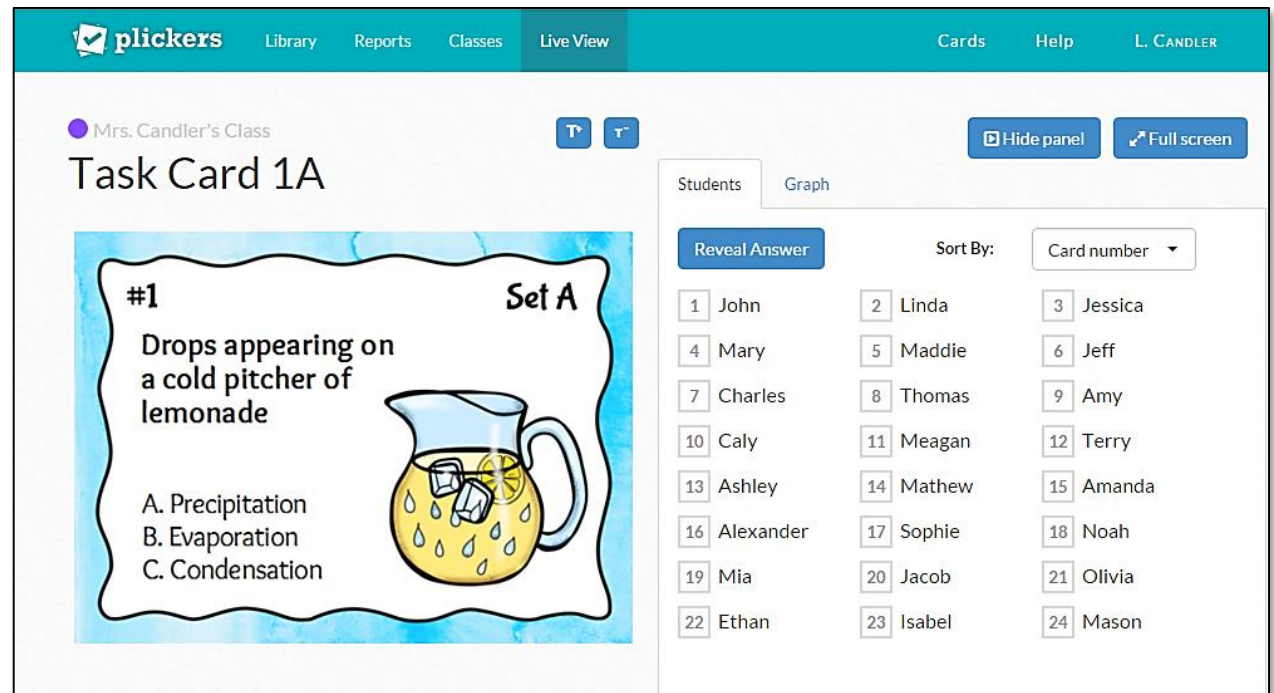 plickers Library Reports Classes Live View Cards Help L. CANDLER
Mrs. Candler's Class
Task Card 1A
T+ T-
#1 Set A
Drops appearing on
a cold pitcher of
lemonade
A. Precipitation
B. Evaporation
C. Condensation
Hide panel Full screen
Students Graph
Reveal Answer Sort By: Card number
1 John 2 Linda 3 Jessica
4 Mary 5 Maddie 6 Jeff
7 Charles 8 Thomas 9 Amy
10 Caly 11 Meagan 12 Terry
13 Ashley 14 Mathew 15 Amanda
16 Alexander 17 Sophie 18 Noah
19 Mia 20 Jacob 21 Olivia
22 Ethan 23 Isabel 24 Mason